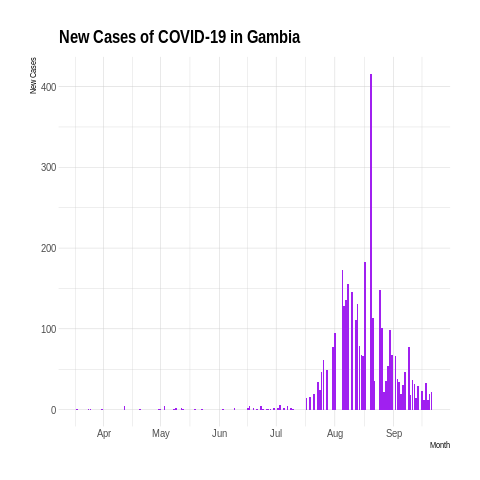 New Cases of COVID-19 in Gambia
New Cases
400
300
200
100
0
Apr May Jun Jul Aug Sep
Month